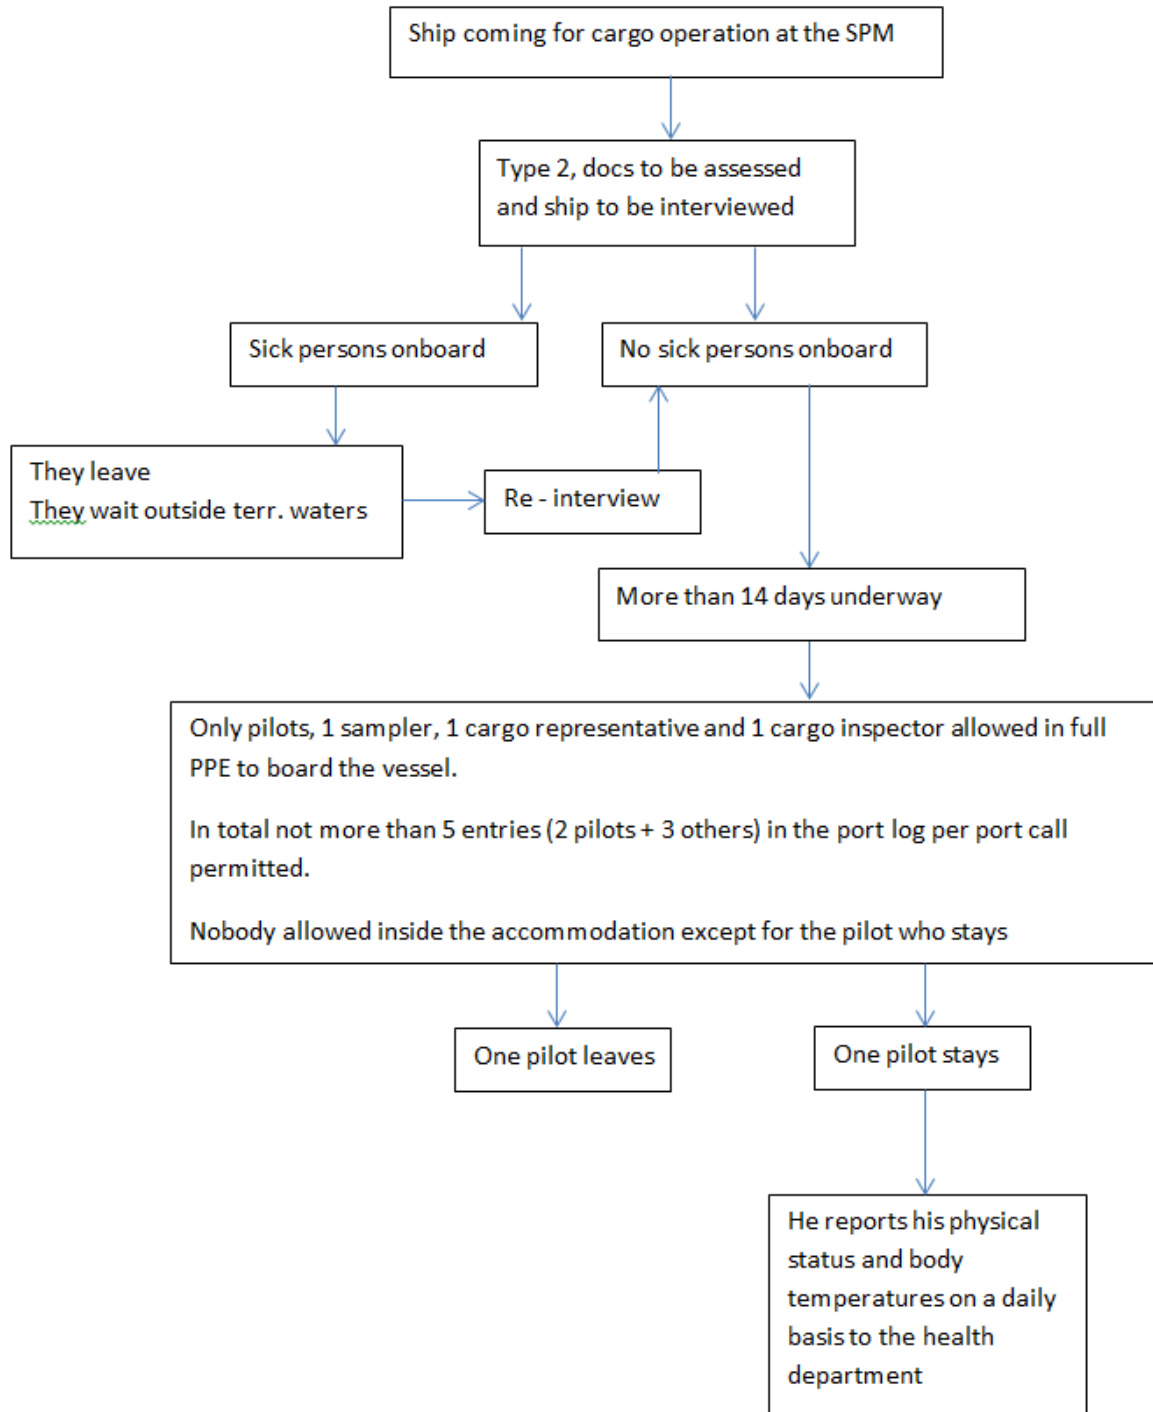 Ship coming for cargo operation at the SPM
Type 2, docs to be assessed
and ship to be interviewed
Sick persons onboard
No sick persons onboard
They leave
They wait outside terr. waters
Re - interview
More than 14 days underway
Only pilots, 1 sampler, 1 cargo representative and 1 cargo inspector allowed in full
PPE to board the vessel.
In total not more than 5 entries (2 pilots + 3 others) in the port log per port call
permitted.
Nobody allowed inside the accommodation except for the pilot who stays
One pilot leaves
One pilot stays
He reports his physical
status and body
temperatures on a daily
basis to the health
department